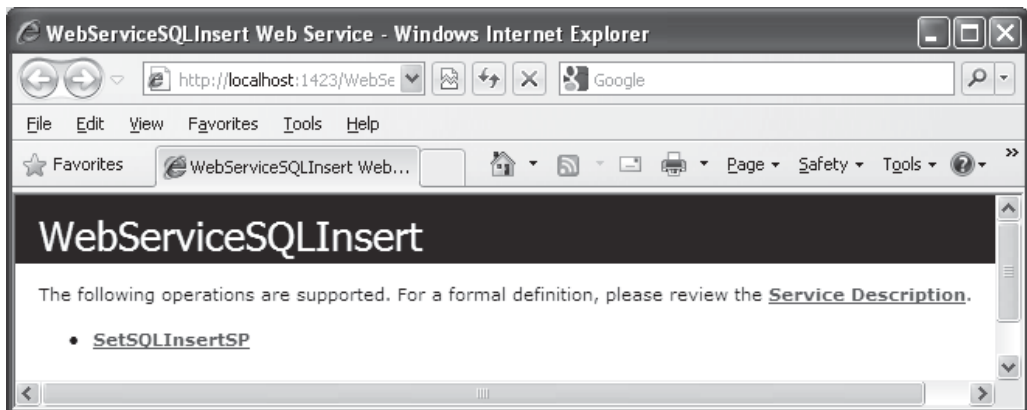 WebServiceSQLInsert Web Service - Windows Internet Explorer
http://localhost:1423/WebSe
Google
File Edit View Favorites Tools Help
Favorites WebServiceSQLInsert Web... Page Safety Tools »
WebServiceSQLInsert
The following operations are supported. For a formal definition, please review the Service Description.
• SetSQLInsertSP